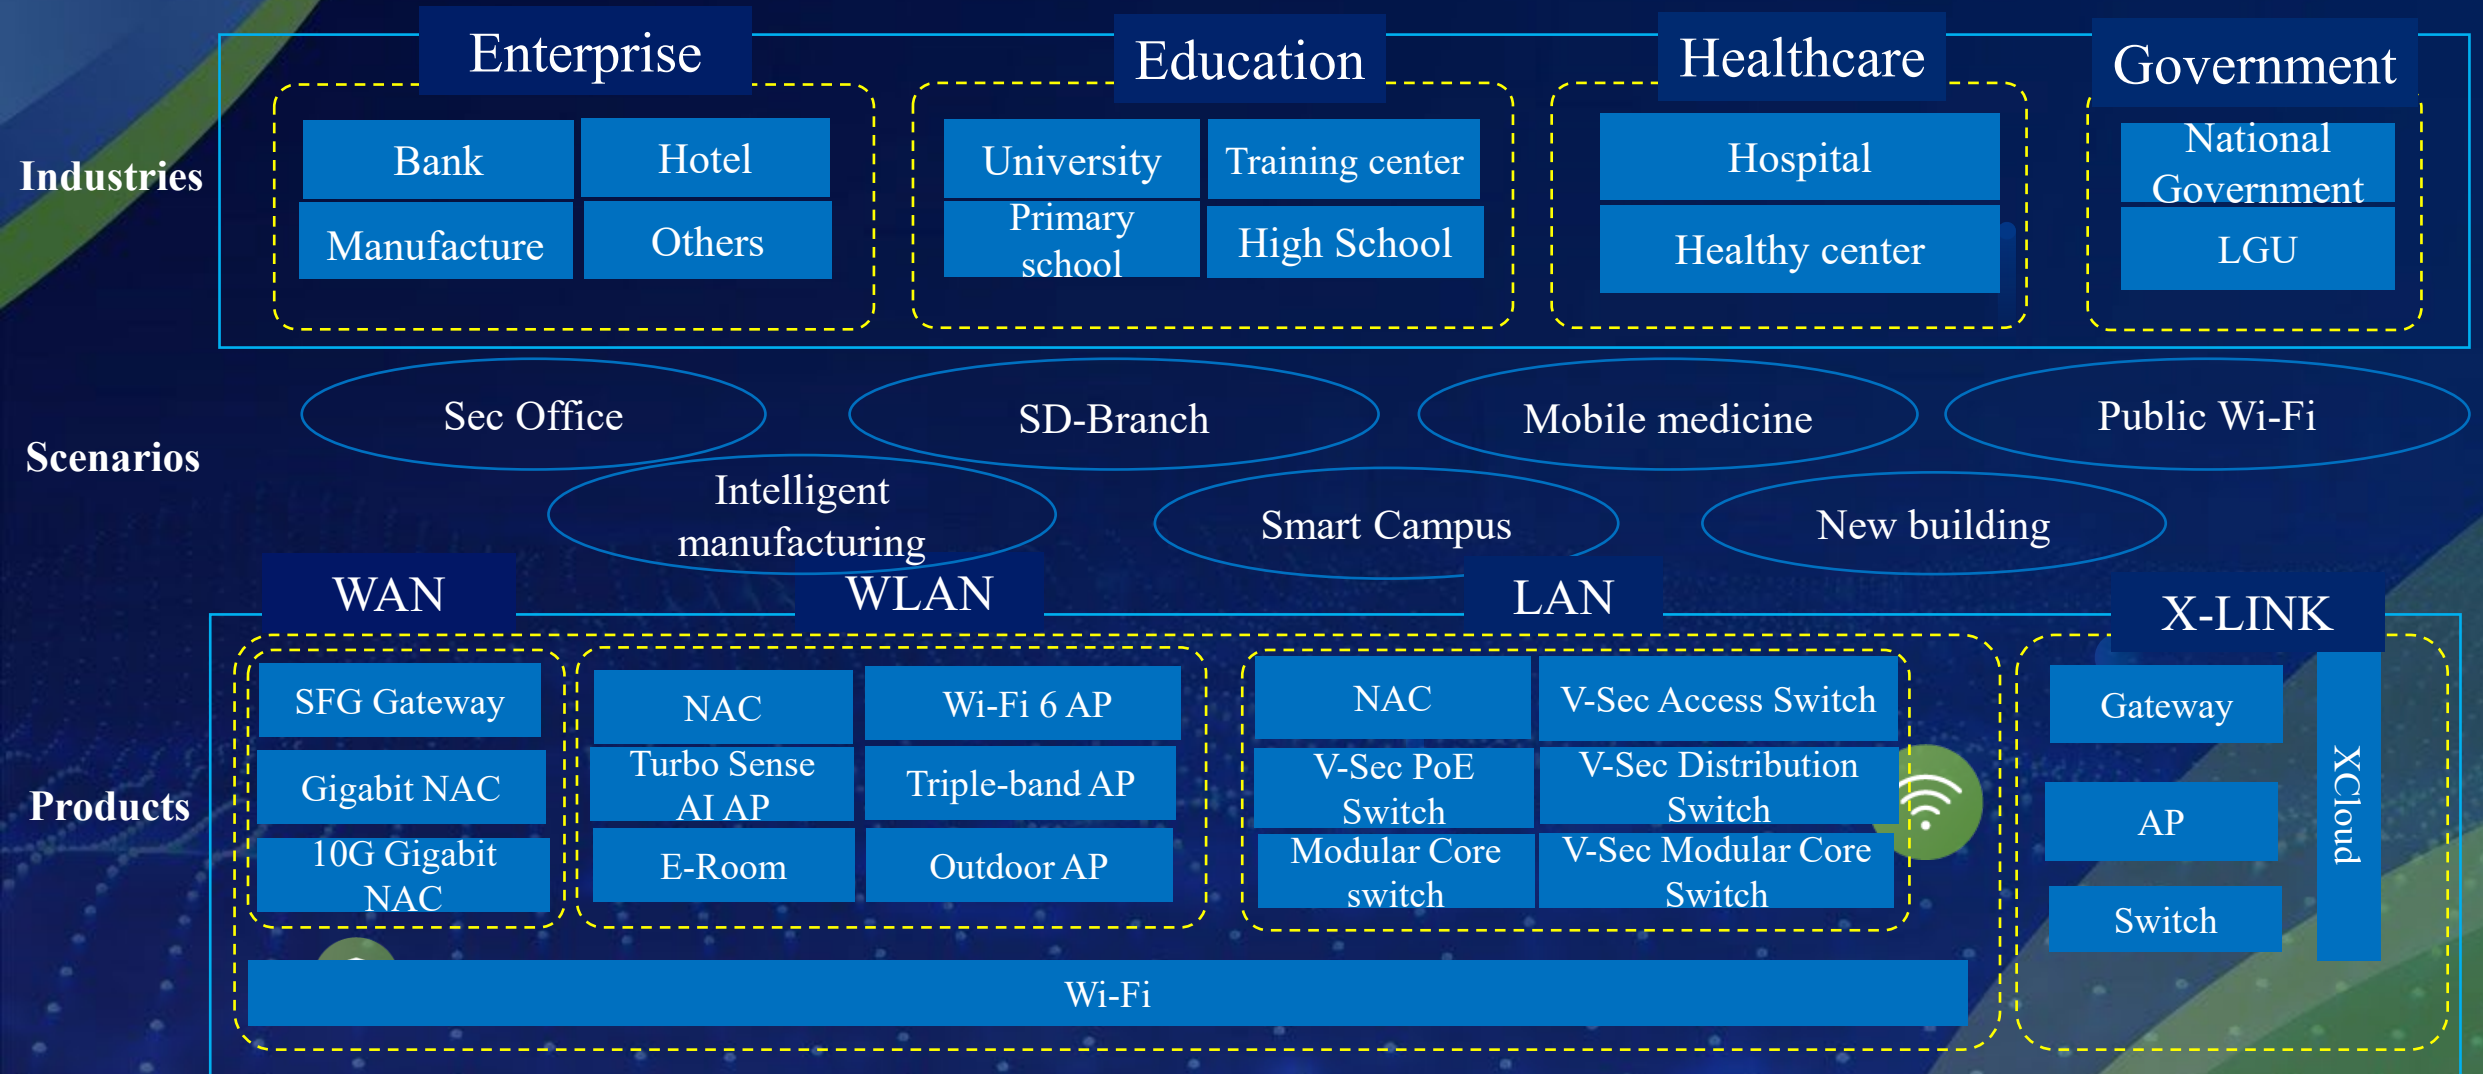 Enterprise
Education
Healthcare
Government
Industries
Bank
Hotel
Manufacture
Others
University
Training center
Primary
school
High School
Hospital
Healthy center
National
Government
LGU
Scenarios
Sec Office
SD-Branch
Mobile medicine
Public Wi-Fi
Intelligent
manufacturing
Smart Campus
New building
Products
WAN
SFG Gateway
Gigabit NAC
10G Gigabit
NAC
WLAN
NAC
Wi-Fi 6 AP
Turbo Sense
AI AP
Triple-band AP
E-Room
Outdoor AP
LAN
NAC
V-Sec Access Switch
V-Sec PoE
Switch
V-Sec Distribution
Switch
Modular Core
switch
V-Sec Modular Core
Switch
Wi-Fi
X-LINK
Gateway
AP
Switch
XCloud